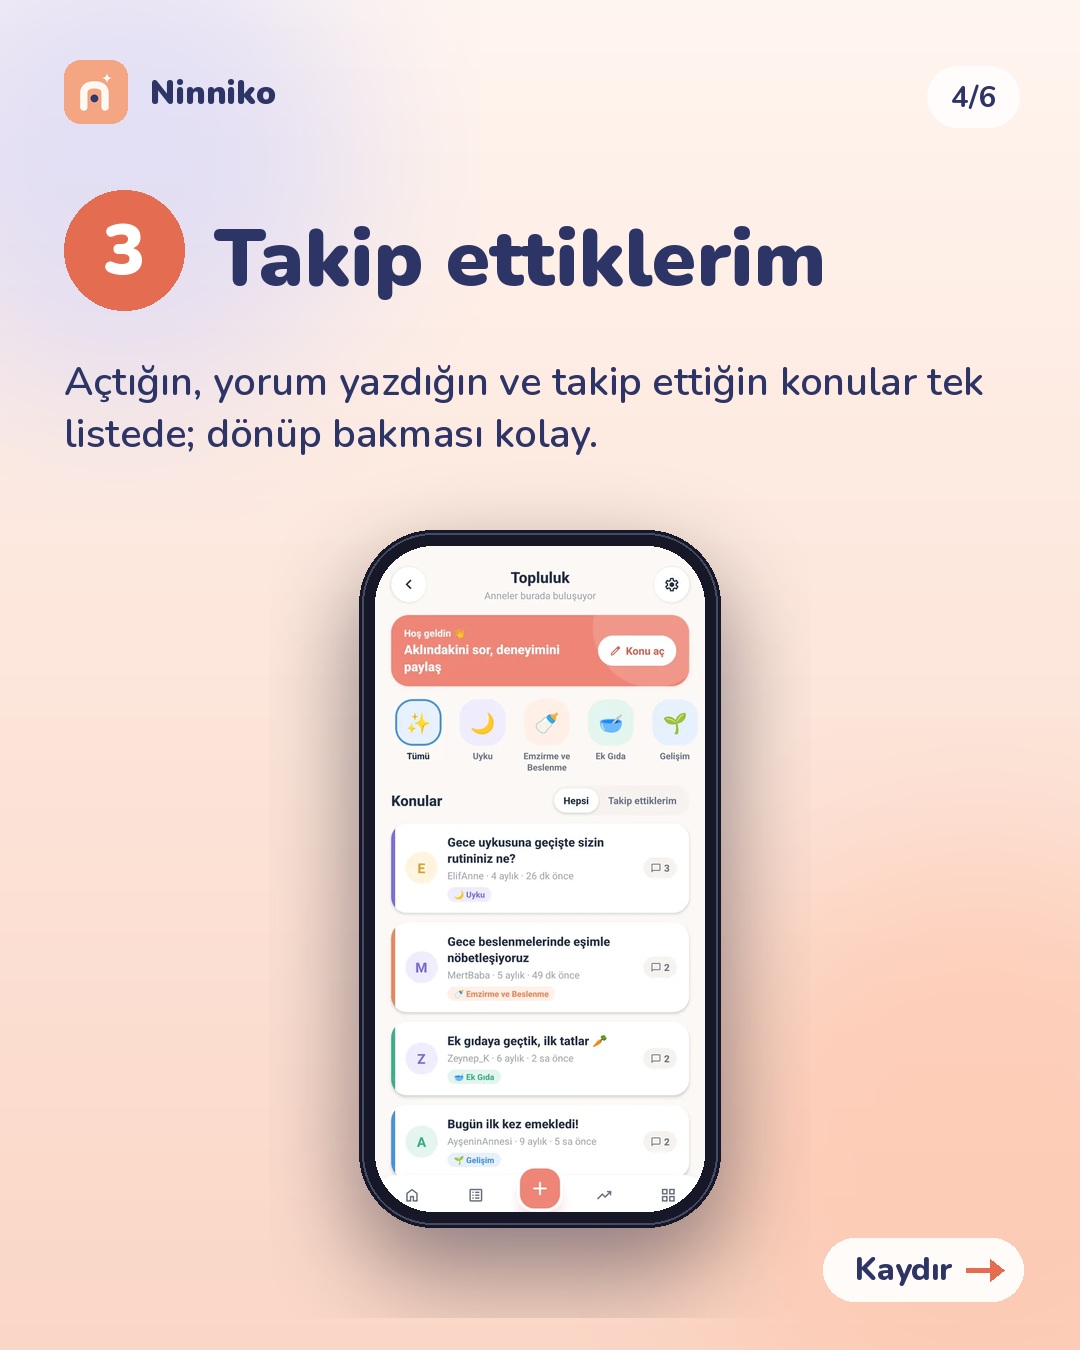 Ninniko
4/6
3
Takip ettiklerim
Açtığın, yorum yazdığın ve takip ettiğin konular tek
listede; dönüp bakması kolay.
Topluluk
Anneler burada buluşuyor
Hoş geldin 👋
Aklındakini sor, deneyimini
paylaş
Konu aç
Tümü
Uyku
Emzirme ve
Beslenme
Ek Gıda
Gelişim
Konular
Hepsi
Takip ettiklerim
E
Gece uykusuna geçişte sizin
rutininiz ne?
ElifAnne · 4 aylık · 26 dk önce
🌙 Uyku
3
M
Gece beslenmelerinde eşimle
nöbetleşiyoruz
MertBaba · 5 aylık · 49 dk önce
🍼 Emzirme ve Beslenme
2
Z
Ek gıdaya geçtik, ilk tatlar 🥕
Zeynep_K · 6 aylık · 2 sa önce
🥣 Ek Gıda
2
A
Bugün ilk kez emekledi!
AyşeninAnnesi · 9 aylık · 5 sa önce
🌱 Gelişim
2
Kaydır